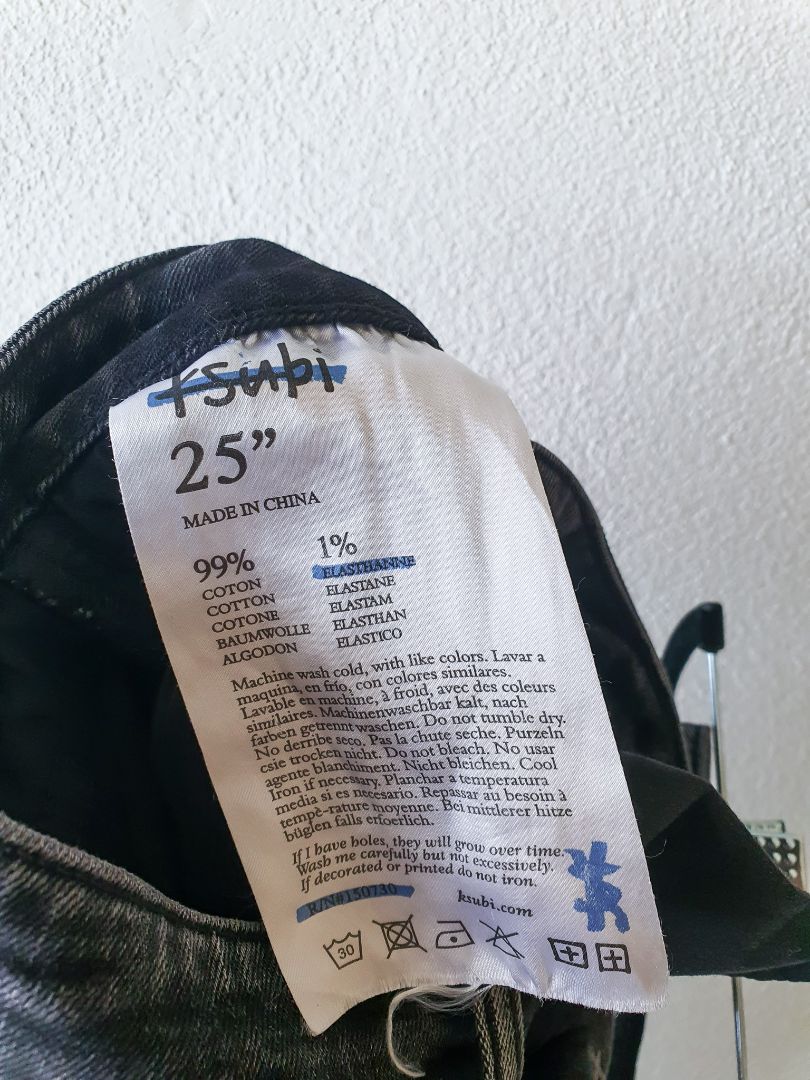 ksubi
25”
MADE IN CHINA
99%
COTON
COTTON
COTONE
BAUMWOLLE
ALGODON
1%
ELASTHANNE
ELASTANE
ELASTAM
ELASTHAN
ELASTICO
Machine wash cold, with like colors. Lavar a
maquina, en frío, con colores similares.
Lavable en machine, à froid, avec des couleurs
similaires. Machinenwaschbar kalt, nach
farben getrennt waschen. Do not tumble dry.
No derribe seco. Pas la chute seche. Purzeln
csie trocken nicht. Do not bleach. No usar
agente blanchiment. Nicht bleichen. Cool
Iron if necessary. Planchar a temperatura
media si es necesario. Repassar au besoin à
tempè-rature moyenne. Bei mittlerer hitze
büglen falls erfoerlich.
If I have holes, they will grow over time.
Wash me carefully but not excessively.
If decorated or printed do not iron.
R/N#150730
ksubi.com
30